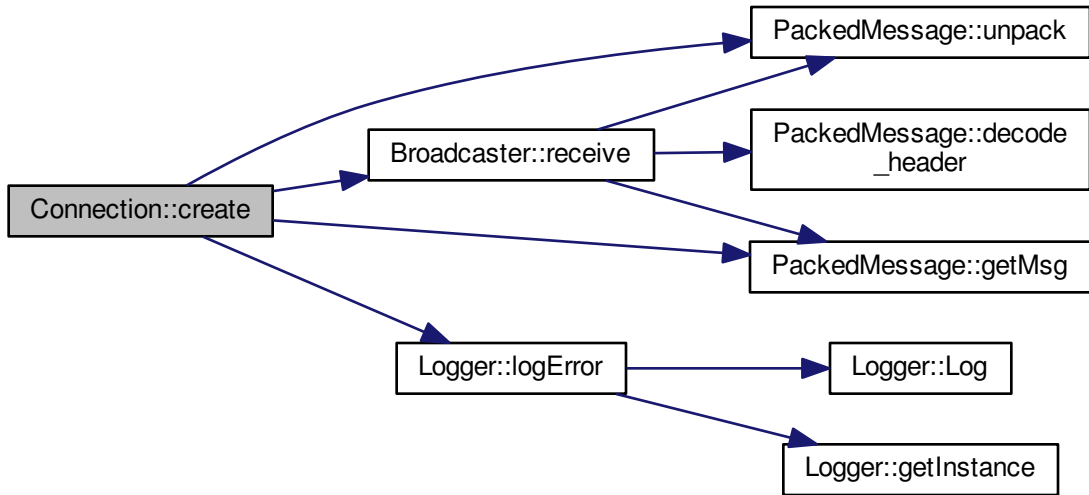 PackedMessage::unpack
Broadcaster::receive
PackedMessage::decode
_header
Connection::create
PackedMessage::getMsg
Logger::logError
Logger::Log
Logger::getInstance